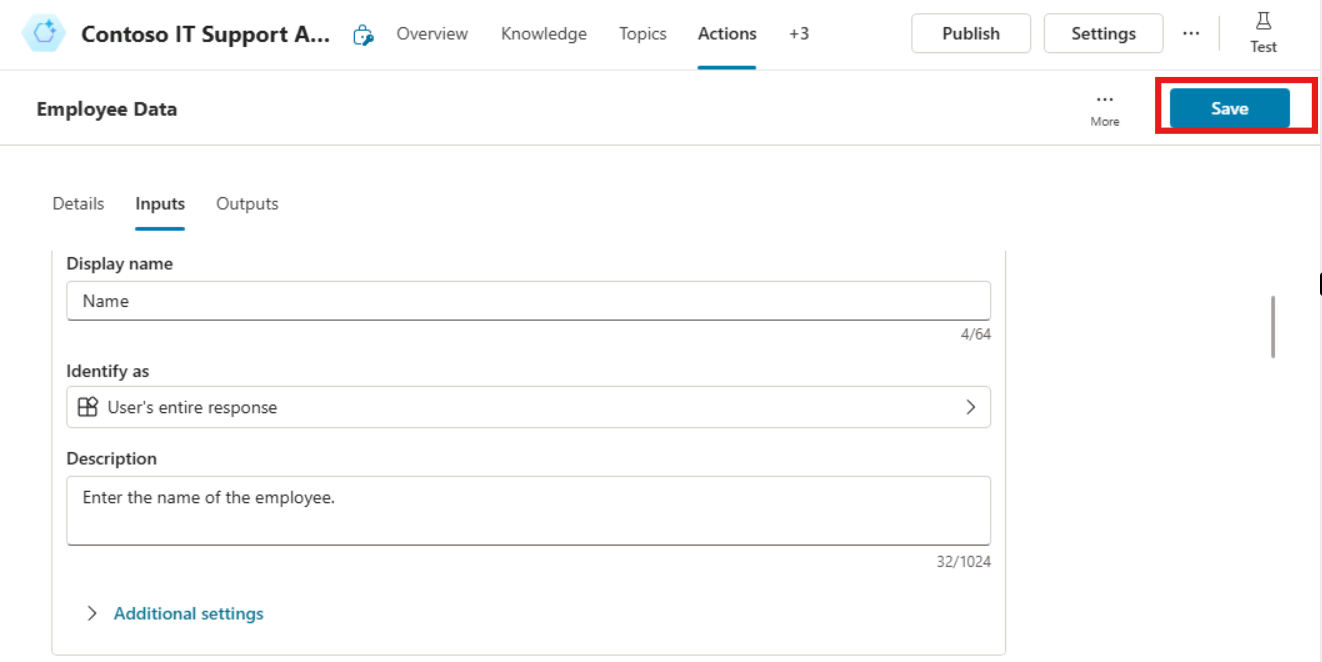 Contoso IT Support A... Overview Knowledge Topics Actions +3 Publish Settings ... Test
Employee Data ... More Save
Details Inputs Outputs
Display name
Name
4/64
Identify as
User's entire response
Description
Enter the name of the employee.
32/1024
Additional settings